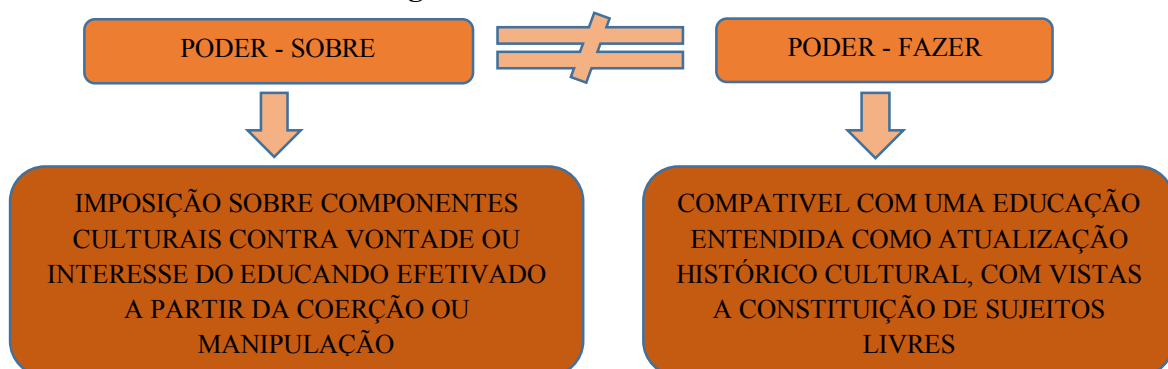 PODER - SOBRE
PODER - FAZER
IMPOSIÇÃO SOBRE COMPONENTES
CULTURAIS CONTRA VONTADE OU
INTERESSE DO EDUCANDO EFETIVADO
A PARTIR DA COERÇÃO OU
MANIPULAÇÃO
COMPATIVEL COM UMA EDUCAÇÃO
ENTENDIDA COMO ATUALIZAÇÃO
HISTÓRICO CULTURAL, COM VISTAS
A CONSTITUIÇÃO DE SUJEITOS
LIVRES